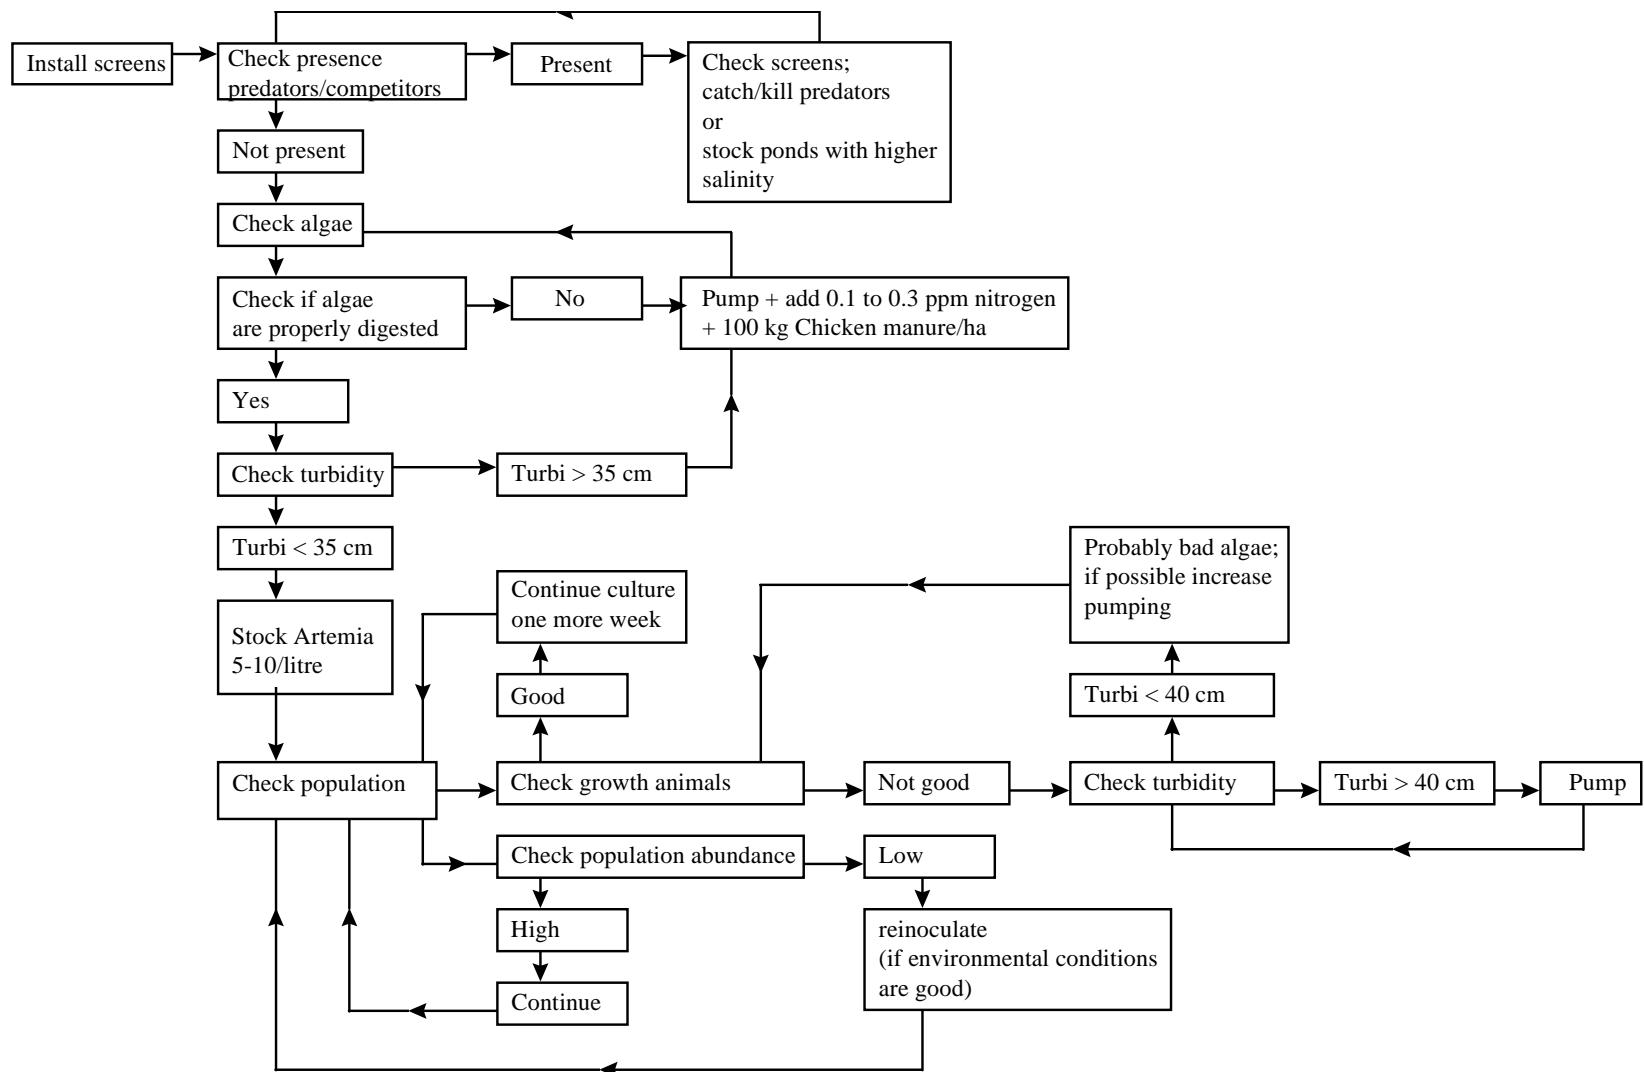 Install screens
Check presence
predators/competitors
Present
Check screens;
catch/kill predators
or
stock ponds with higher
salinity
Not present
Check algae
Check if algae
are properly digested
No
Pump + add 0.1 to 0.3 ppm nitrogen
+ 100 kg Chicken manure/ha
Yes
Check turbidity
Turbi > 35 cm
Turbi < 35 cm
Stock Artemia
5-10/litre
Continue culture
one more week
Good
Probably bad algae;
if possible increase
pumping
Turbi < 40 cm
Check population
Check growth animals
Not good
Check turbidity
Turbi > 40 cm
Pump
Check population abundance
Low
High
Continue
reinoculate
(if environmental conditions
are good)